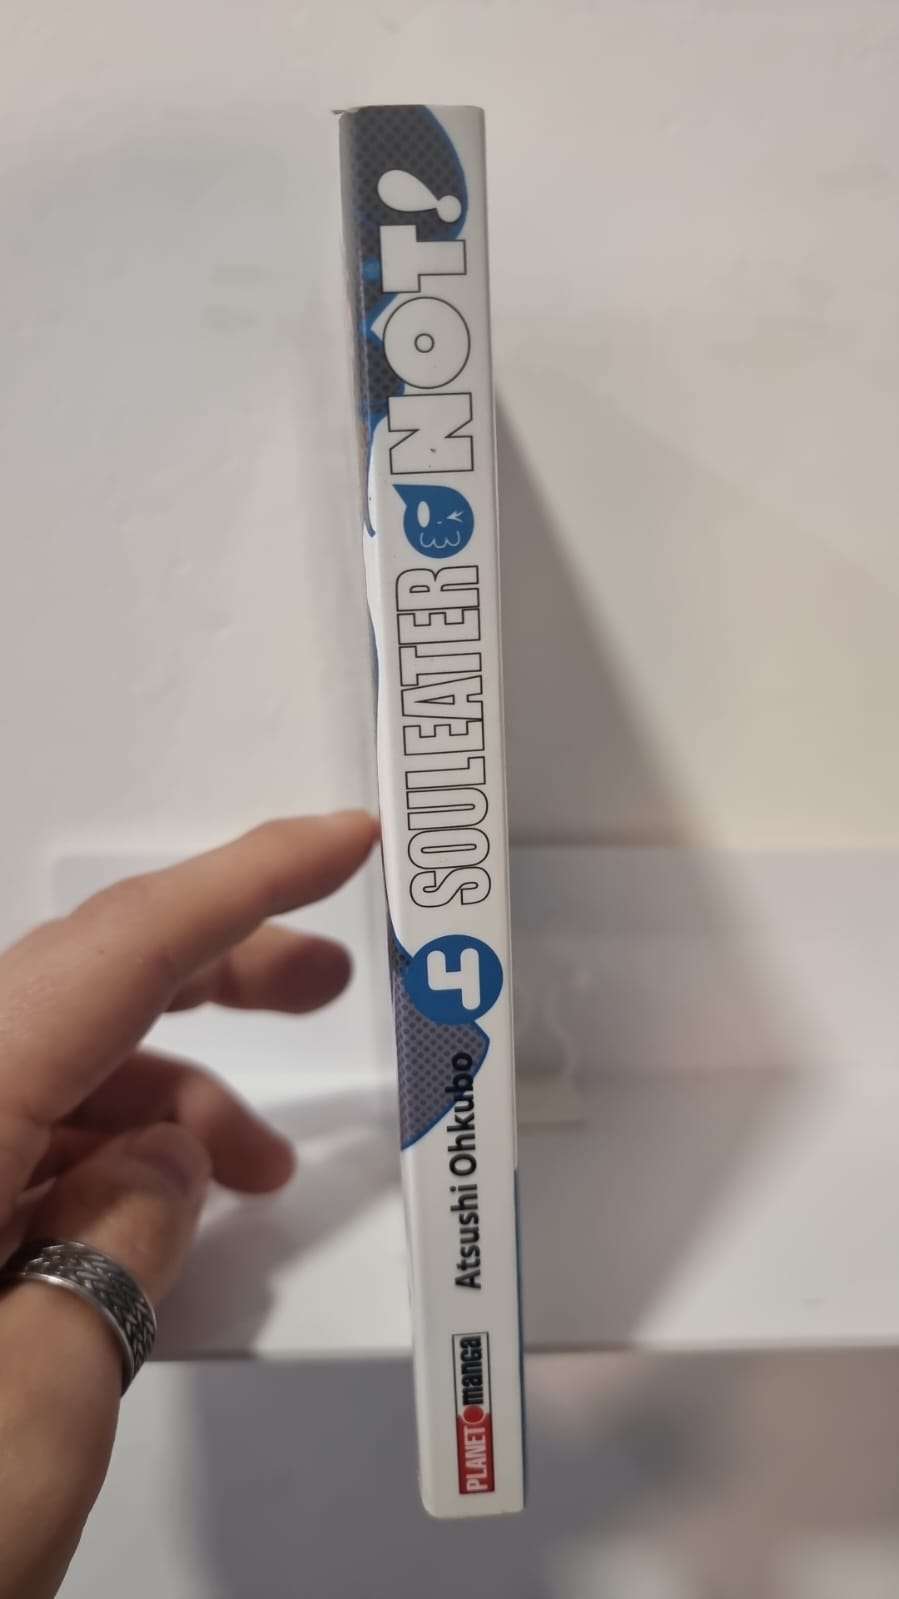 PLANET manga
Atsushi Ohkubo
4
SOULEATER NOT!